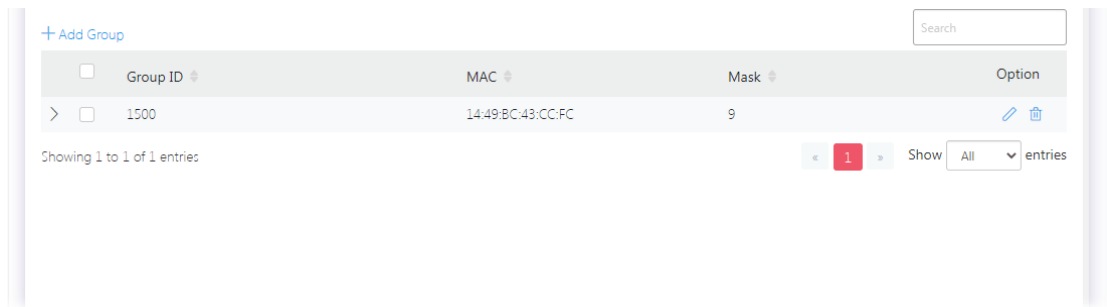 Add Group
Search
Group ID MAC Mask Option
1500 14:49:BC:43:CC:FC 9
Showing 1 to 1 of 1 entries « 1 » Show All entries